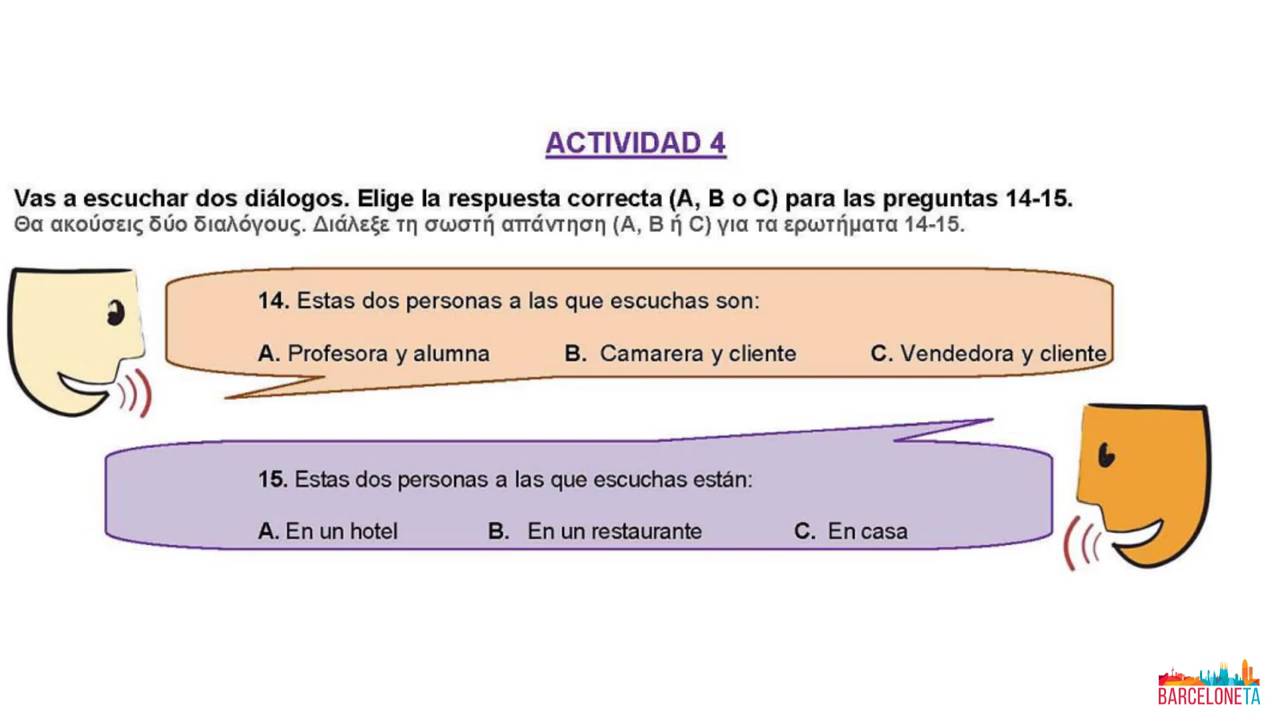 ACTIVIDAD 4
Vas a escuchar dos diálogos. Elige la respuesta correcta (A, B o C) para las preguntas 14-15.
Θα ακούσεις δύο διαλόγους. Διάλεξε τη σωστή απάντηση (A, B ή C) για τα ερωτήματα 14-15.
14. Estas dos personas a las que escuchas son:
A. Profesora y alumna B. Camarera y cliente C. Vendedora y cliente
15. Estas dos personas a las que escuchas están:
A. En un hotel B. En un restaurante C. En casa
BARCELONETA